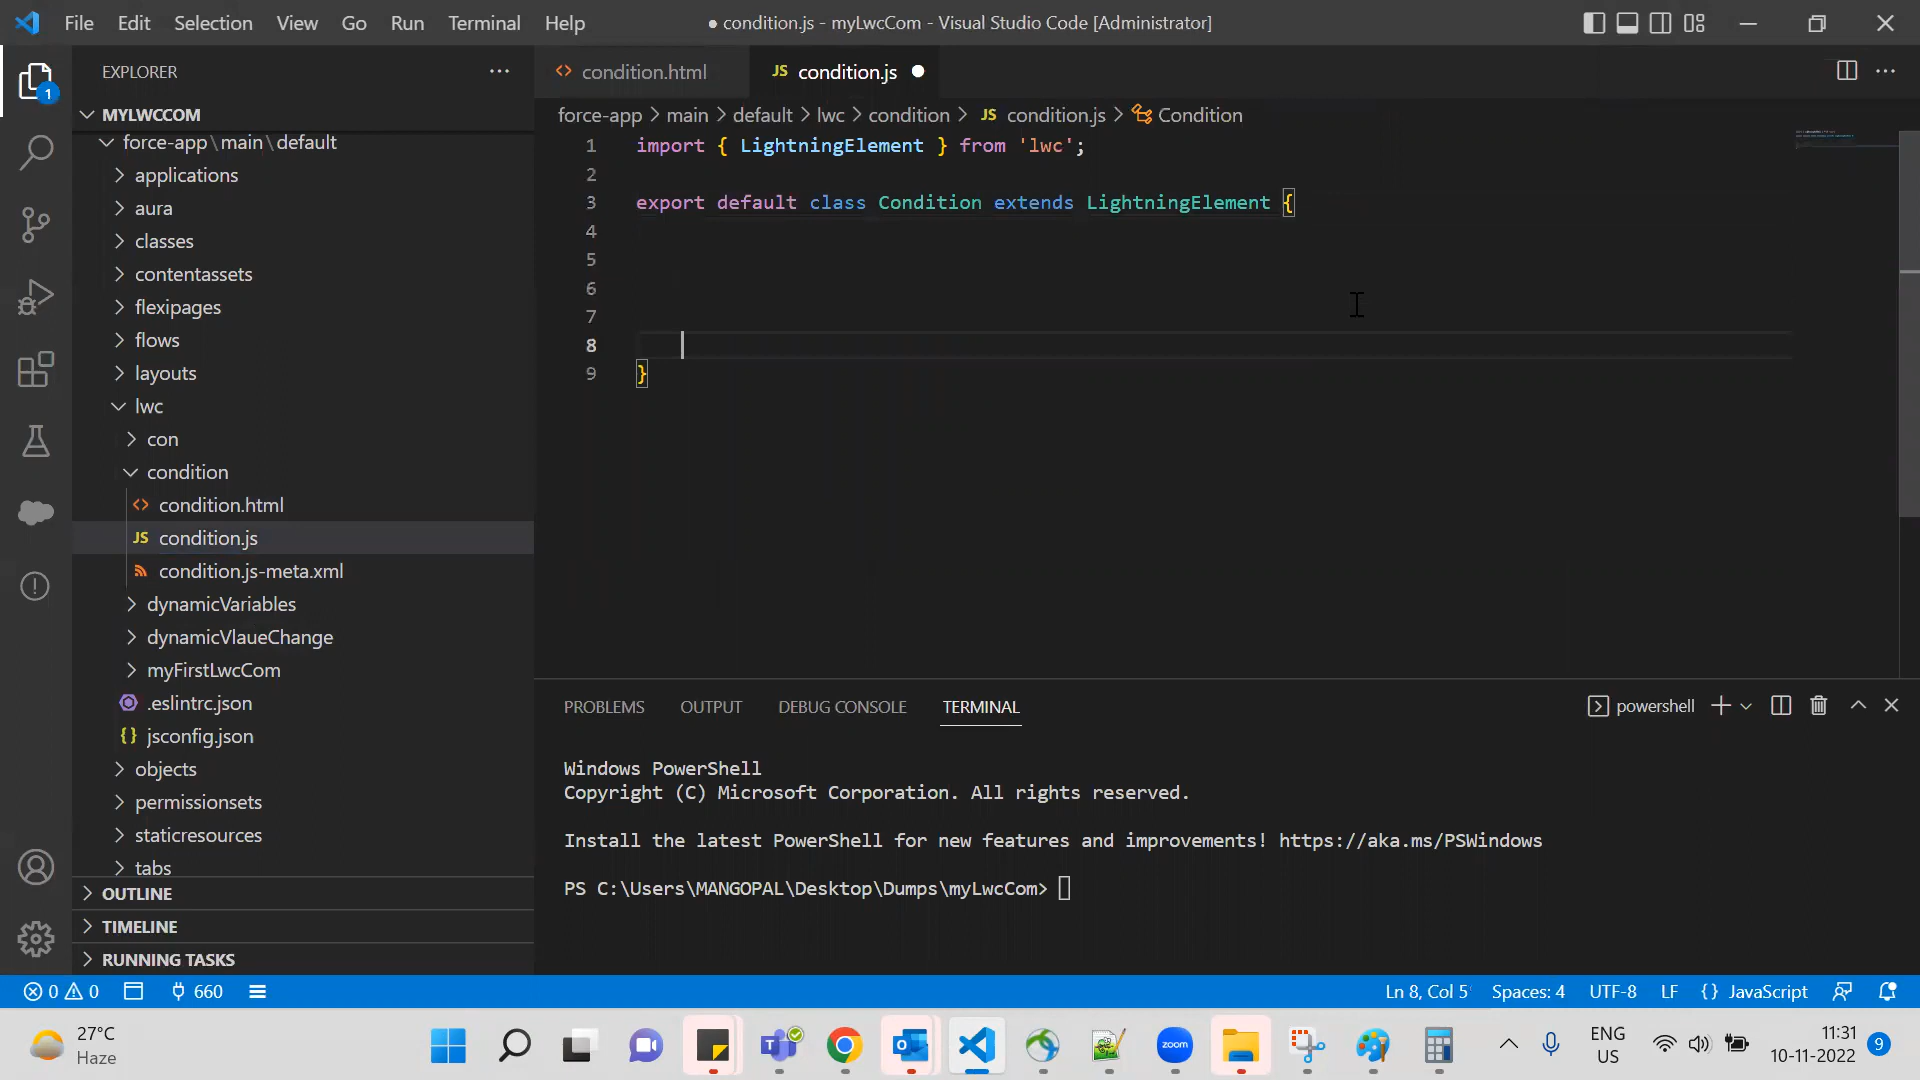 File Edit Selection View Go Run Terminal Help
● condition.js - myLwcCom - Visual Studio Code [Administrator]
EXPLORER
<> condition.html
JS condition.js ●
1
MYLWCCOM
force-app\main\default
applications
aura
classes
contentassets
flexipages
flows
layouts
lwc
con
condition
<> condition.html
JS condition.js
condition.js-meta.xml
dynamicVariables
dynamicVlaueChange
myFirstLwcCom
.eslintrc.json
{} jsconfig.json
objects
permissionsets
staticresources
tabs
OUTLINE
TIMELINE
RUNNING TASKS
force-app > main > default > lwc > condition > JS condition.js > Condition
1 import { LightningElement } from 'lwc';
2
3 export default class Condition extends LightningElement {
4
5
6
7
8
9 }
PROBLEMS OUTPUT DEBUG CONSOLE TERMINAL
powershell
Windows PowerShell
Copyright (C) Microsoft Corporation. All rights reserved.
Install the latest PowerShell for new features and improvements! https://aka.ms/PSWindows
PS C:\Users\MANGOPAL\Desktop\Dumps\myLwcCom>
0 0 660
Ln 8, Col 5 Spaces: 4 UTF-8 LF {} JavaScript
27°C
Haze
zoom
ENG
US
11:31
10-11-2022
9